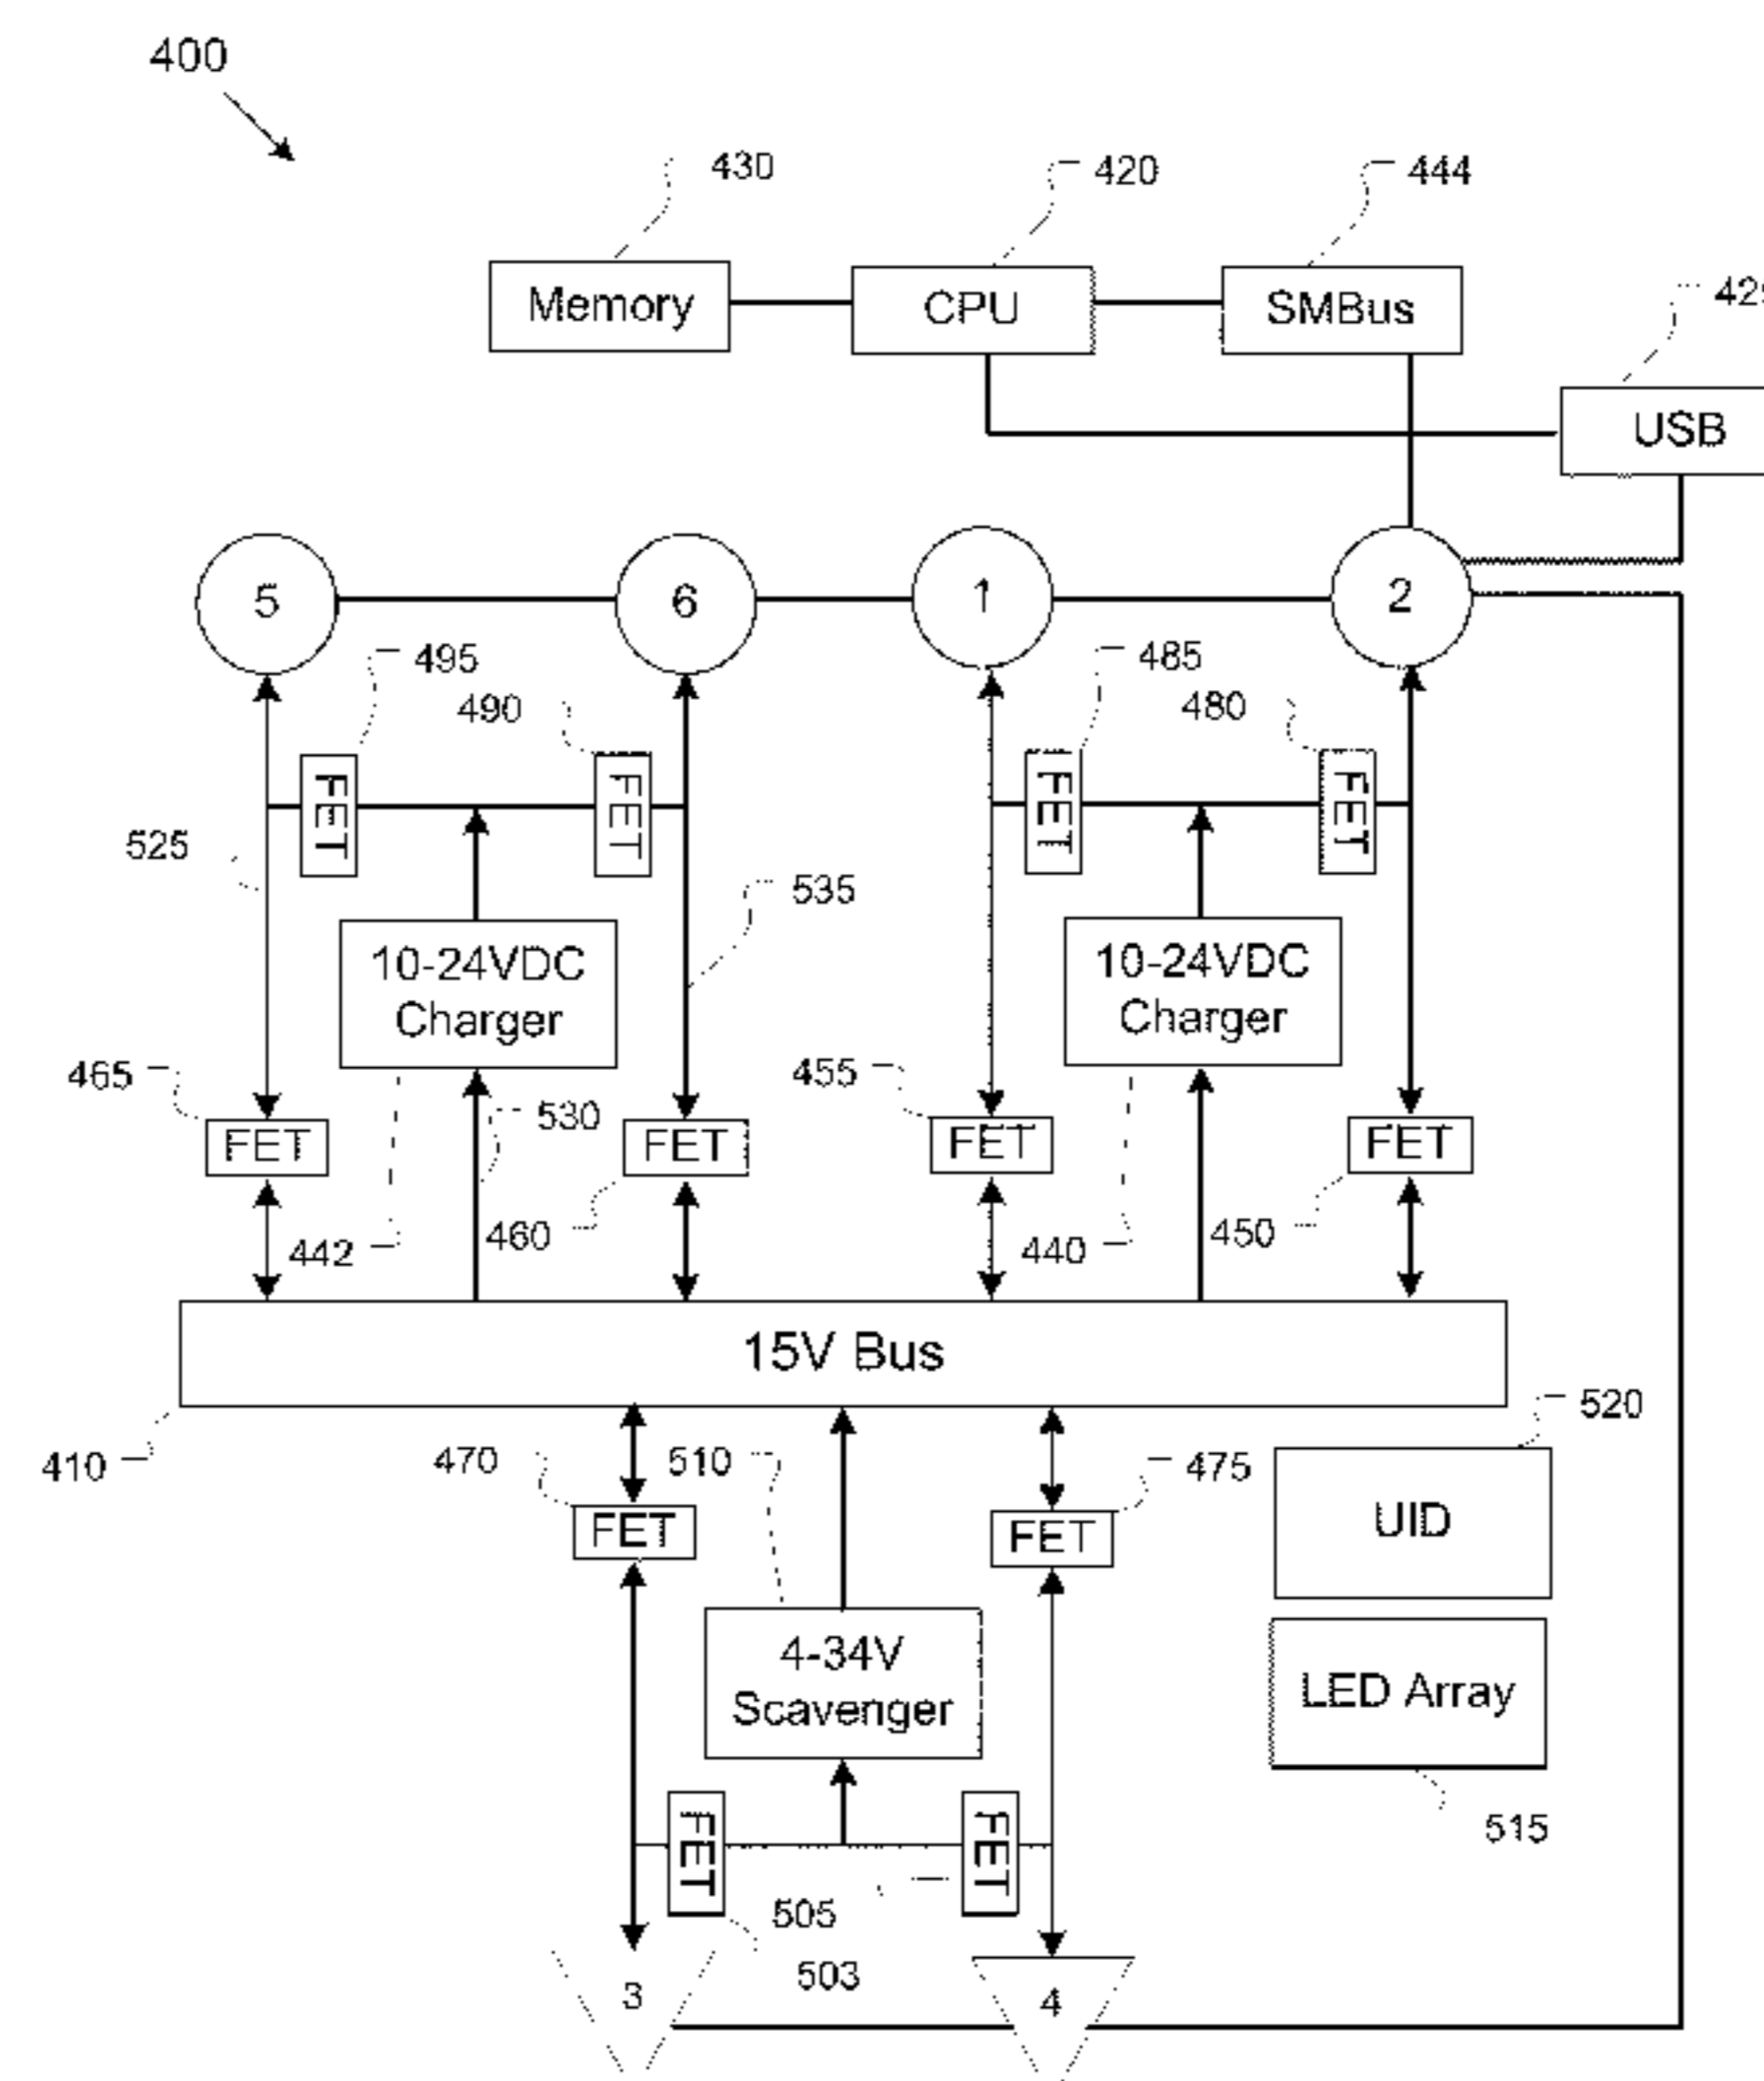 400
430
420
444
Memory
CPU
SMBus
USB
5
6
1
2
495
490
485
480
FET
FET
FET
FET
525
535
10-24VDC
Charger
10-24VDC
Charger
465
530
455
FET
FET
FET
FET
442
460
440
450
15V Bus
410
470
510
475
520
FET
FET
UID
4-34V
Scavenger
LED Array
FET
FET
515
505
503
3
4